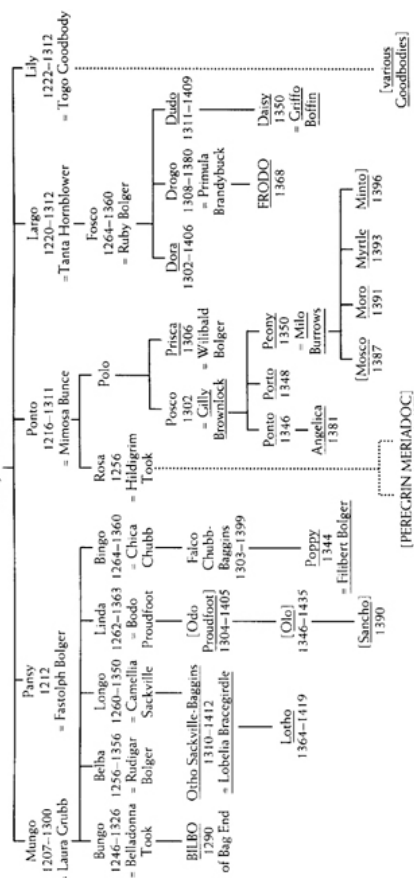 Mungo
1207–1300
= Laura Grubb
Pansy
1212
= Fastolph Bolger
Ponto
1216–1311
= Mimosa Bunce
Largo
1220–1312
=Tanta Hornblower
Lily
1222–1312
= Togo Goodbody
Bungo
1246–1326
= Belladonna
Took
Belba
1256–1356
= Rudigar
Bolger
Longo
1260–1350
= Camellia
Sackville
Linda
1262–1363
= Bodo
Proudfoot
Bingo
1264–1360
= Chica
Chubb
Rosa
1256
= Hildigrim
Took
Polo
Fosco
1264–1360
= Ruby Bolger
BILBO
1290
of Bag End
Otho Sackville-Baggins
1310–1412
= Lobelia Bracegirdle
[Odo
Proudfoot]
1304–1405
Faico
Chubb-
Baggins
1303–1399
Posco
1302
= Gilly
Brownlock
Prisca
1306
= Wilibald
Bolger
Dora
1302–1406
Drogo
1308–1380
= Primula
Brandybuck
Dudo
1311–1409
Lotho
1364–1419
[Olo]
1346–1435
Poppy
1344
= Filibert Bolger
Ponto
1346
Porto
1348
Peony
1350
= Milo
Burrows
FRODO
1368
Daisy
1350
= Griffo
Boffin
[Sancho]
1390
Angelica
1381
[Mosco
1387
Moro
1391
Myrtle
1393
Minto]
1396
[PEREGRIN MERIADOC]
[various
Goodbodies]